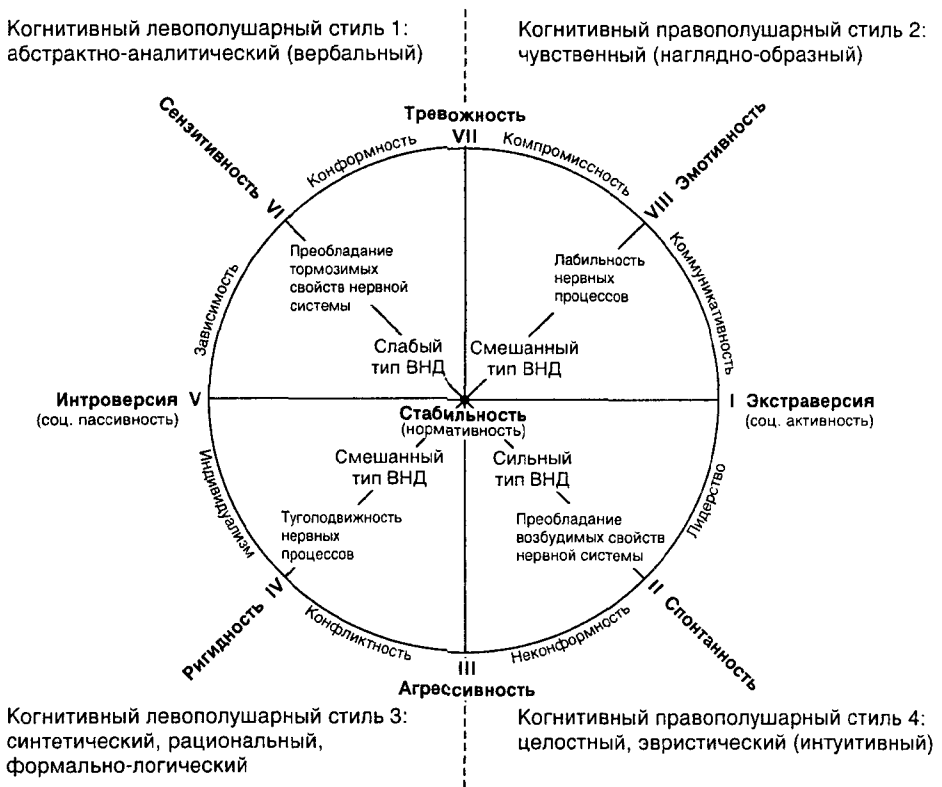 Когнитивный левополушарный стиль 1:
абстрактно-аналитический (вербальный)
Когнитивный правополушарный стиль 2:
чувственный (наглядно-образный)
Тревожность
VII
Сензитивность VI
VIII Эмотивность
Конформность
Компромиссность
Зависимость
Коммуникативность
Преобладание
тормозимых
свойств нервной
системы
Лабильность
нервных
процессов
Слабый
тип ВНД
Смешанный
тип ВНД
Интроверсия V
(соц. пассивность)
Стабильность
(нормативность)
I Экстраверсия
(соц. активность)
Смешанный
тип ВНД
Сильный
тип ВНД
Тугоподвижность
нервных
процессов
Преобладание
возбудимых свойств
нервной системы
Индивидуализм
Лидерство
Конфликтность
Неконформность
Ригидность IV
II Спонтанность
III
Агрессивность
Когнитивный левополушарный стиль 3:
синтетический, рациональный,
формально-логический
Когнитивный правополушарный стиль 4:
целостный, эвристический (интуитивный)